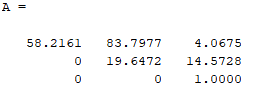 A =
58.2161 83.7977 4.0675
0 19.6472 14.5728
0 0 1.0000